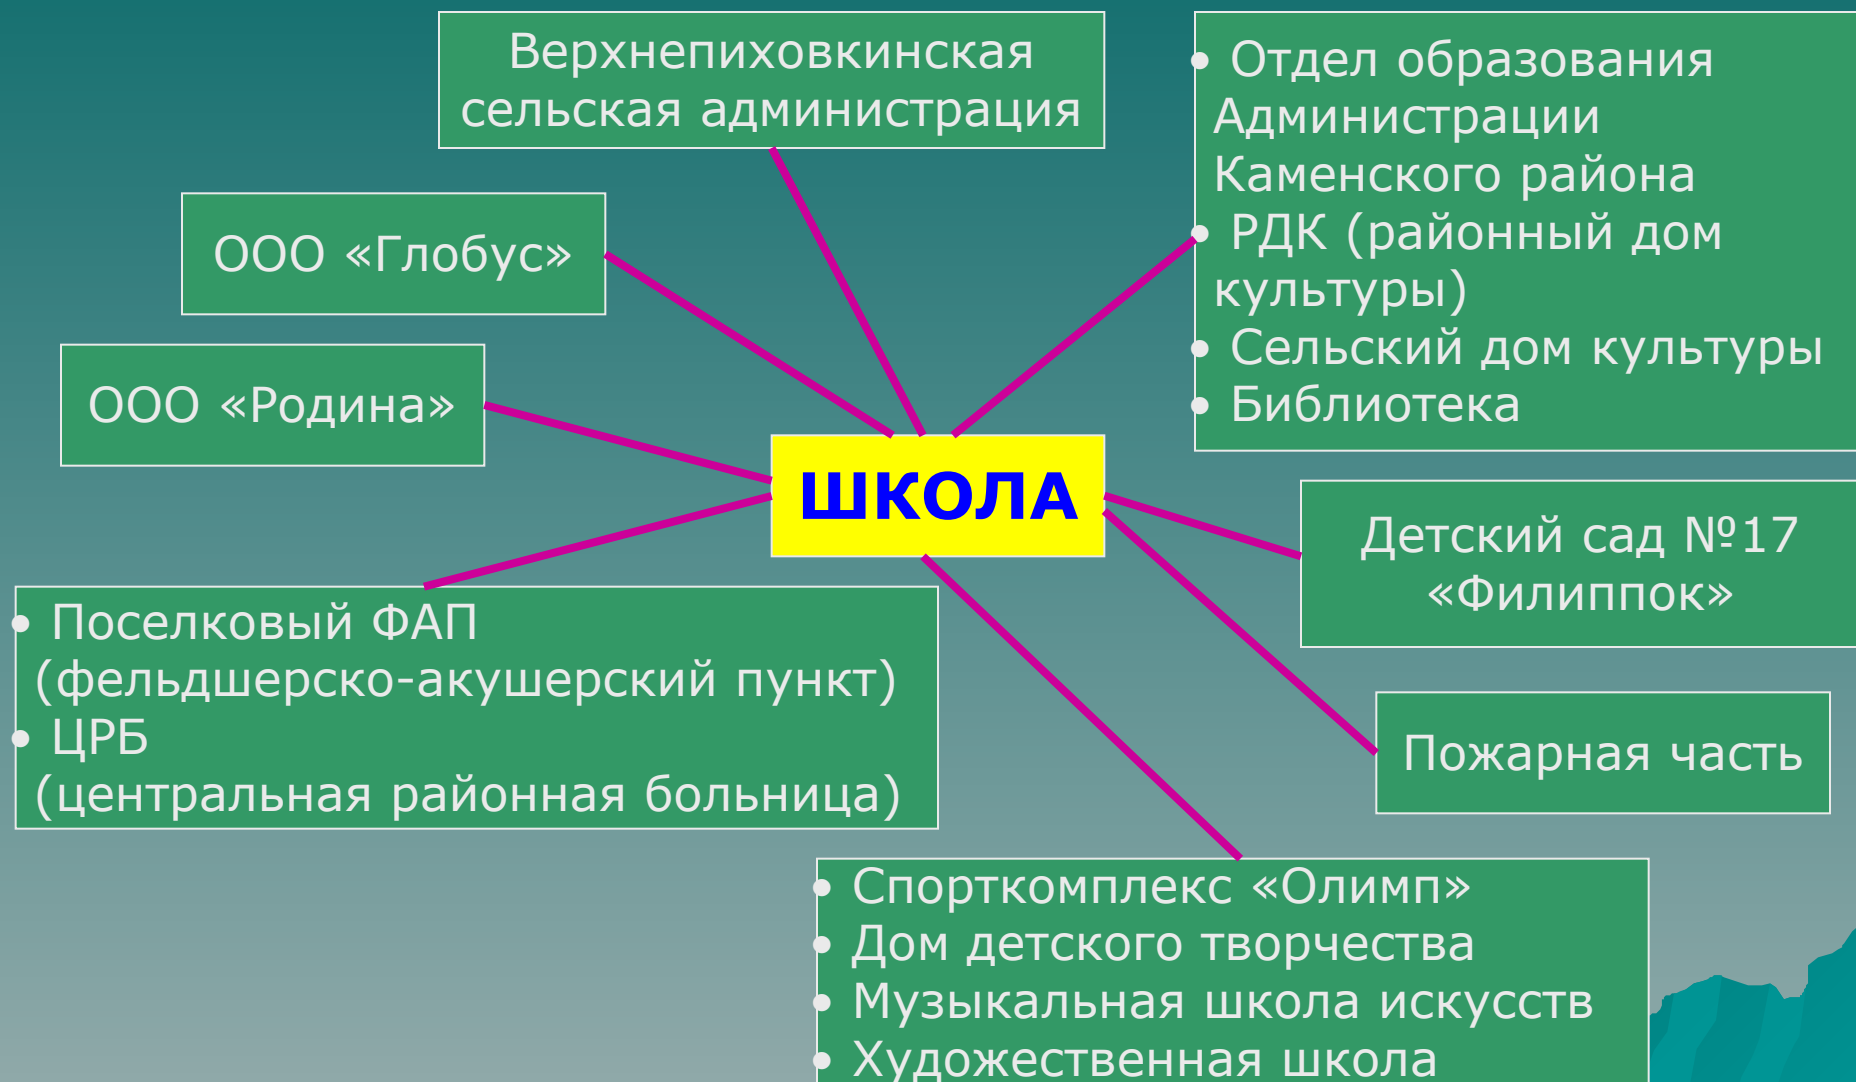 Верхнепиховкинская
сельская администрация
• Отдел образования
Администрации
Каменского района
• РДК (районный дом
культуры)
• Сельский дом культуры
• Библиотека
ООО «Глобус»
ООО «Родина»
ШКОЛА
Детский сад №17
«Филиппок»
• Поселковый ФАП
(фельдшерско-акушерский пункт)
• ЦРБ
(центральная районная больница)
Пожарная часть
• Спорткомплекс «Олимп»
• Дом детского творчества
• Музыкальная школа искусств
• Художественная школа